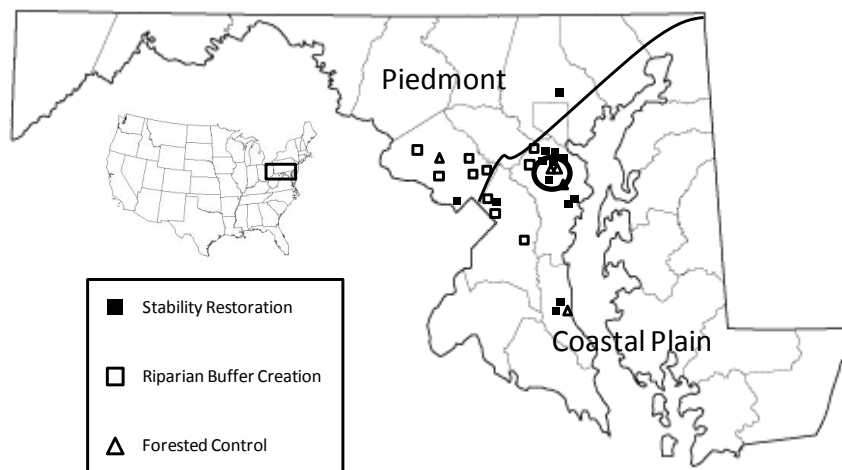 Piedmont
Coastal Plain
Stability Restoration
Riparian Buffer Creation
Forested Control